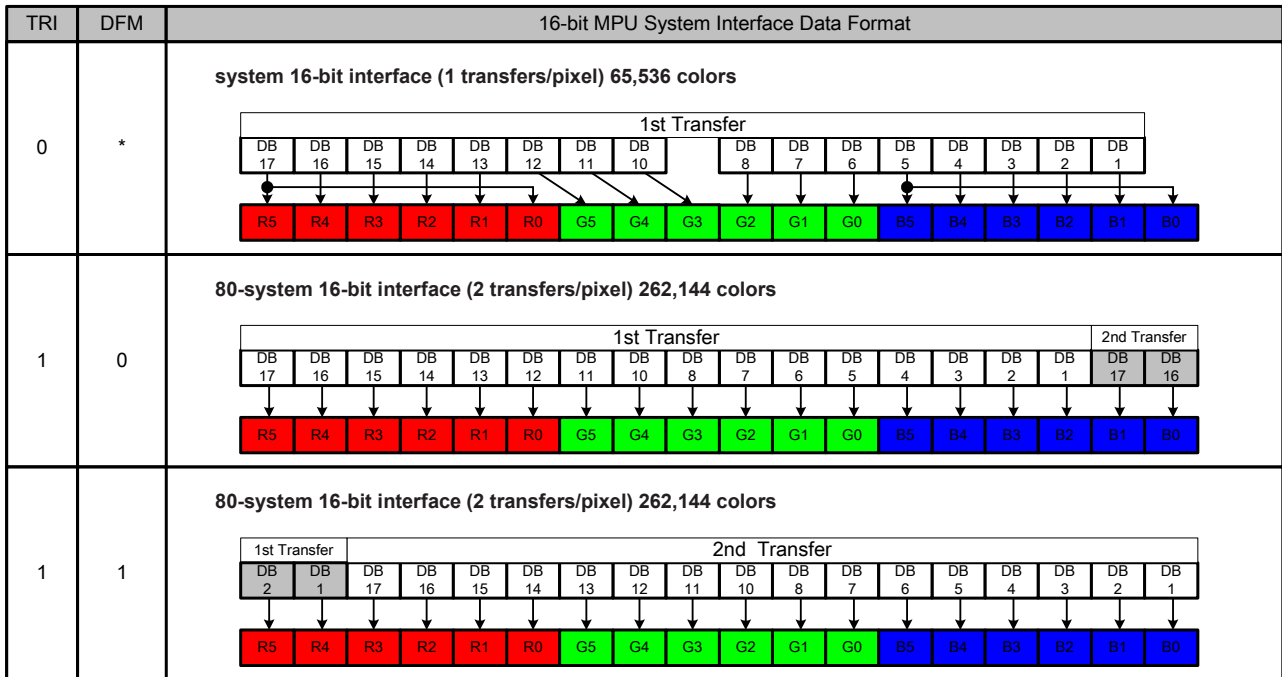 TRI DFM 16-bit MPU System Interface Data Format
system 16-bit interface (1 transfers/pixel) 65,536 colors
0 *
1st Transfer
DB 17 DB 16 DB 15 DB 14 DB 13 DB 12 DB 11 DB 10 DB 8 DB 7 DB 6 DB 5 DB 4 DB 3 DB 2 DB 1
R5 R4 R3 R2 R1 R0 G5 G4 G3 G2 G1 G0 B5 B4 B3 B2 B1 B0
80-system 16-bit interface (2 transfers/pixel) 262,144 colors
1 0
1st Transfer 2nd Transfer
DB 17 DB 16 DB 15 DB 14 DB 13 DB 12 DB 11 DB 10 DB 8 DB 7 DB 6 DB 5 DB 4 DB 3 DB 2 DB 1 DB 17 DB 16
R5 R4 R3 R2 R1 R0 G5 G4 G3 G2 G1 G0 B5 B4 B3 B2 B1 B0
80-system 16-bit interface (2 transfers/pixel) 262,144 colors
1 1
1st Transfer 2nd Transfer
DB 2 DB 1 DB 17 DB 16 DB 15 DB 14 DB 13 DB 12 DB 11 DB 10 DB 8 DB 7 DB 6 DB 5 DB 4 DB 3 DB 2 DB 1
R5 R4 R3 R2 R1 R0 G5 G4 G3 G2 G1 G0 B5 B4 B3 B2 B1 B0